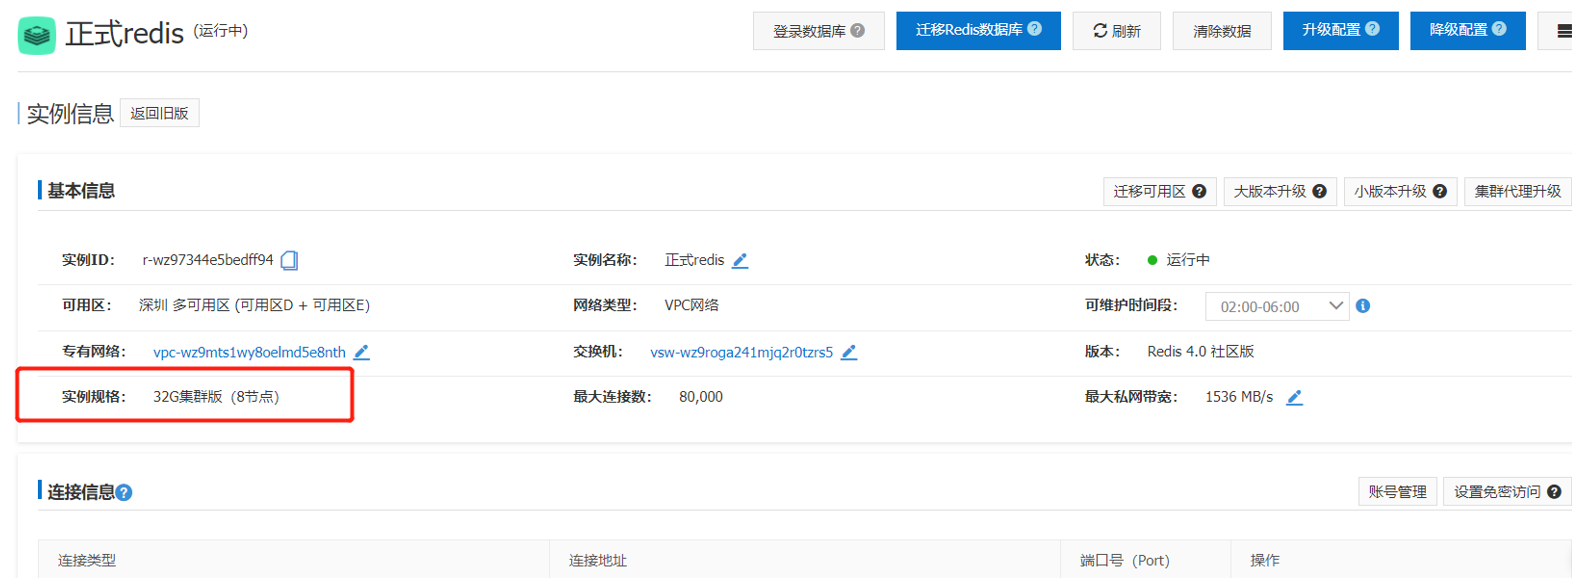 正式redis (运行中) 登录数据库 迁移Redis数据库 刷新 清除数据 升级配置 降级配置
实例信息 返回旧版
基本信息 迁移可用区 大版本升级 小版本升级 集群代理升级
实例ID: r-wz97344e5bedff94 实例名称: 正式redis 状态: 运行中
可用区: 深圳 多可用区 (可用区D + 可用区E) 网络类型: VPC网络 可维护时间段: 02:00-06:00
专有网络: vpc-wz9mts1wy8oelmd5e8nth 交换机: vsw-wz9roga241mjq2r0tzrs5 版本: Redis 4.0 社区版
实例规格: 32G集群版（8节点） 最大连接数: 80,000 最大私网带宽: 1536 MB/s
连接信息 账号管理 设置免密访问
连接类型 连接地址 端口号（Port） 操作